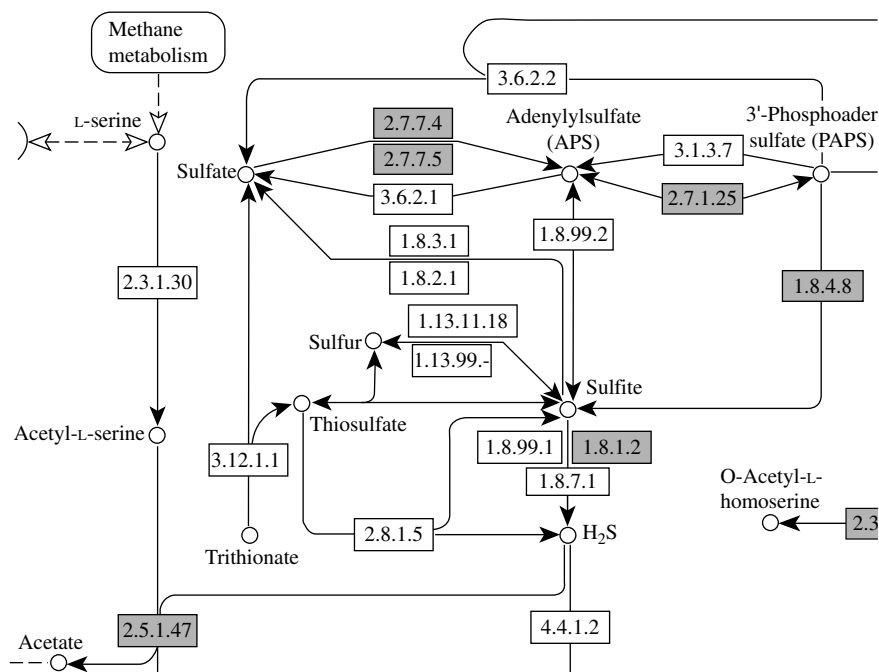 Methane
metabolism
3.6.2.2
L-serine
2.7.7.4
Adenylylsulfate
(APS)
3'-Phosphoader
sulfate (PAPS)
2.7.7.5
3.1.3.7
Sulfate
3.6.2.1
2.7.1.25
1.8.3.1
1.8.99.2
2.3.1.30
1.8.2.1
1.8.4.8
1.13.11.18
Sulfur
1.13.99.-
Sulfite
Thiosulfate
Acetyl-L-serine
3.12.1.1
1.8.99.1
1.8.1.2
1.8.7.1
O-Acetyl-L-
homoserine
2.3
2.8.1.5
H₂S
Trithionate
2.5.1.47
4.4.1.2
Acetate